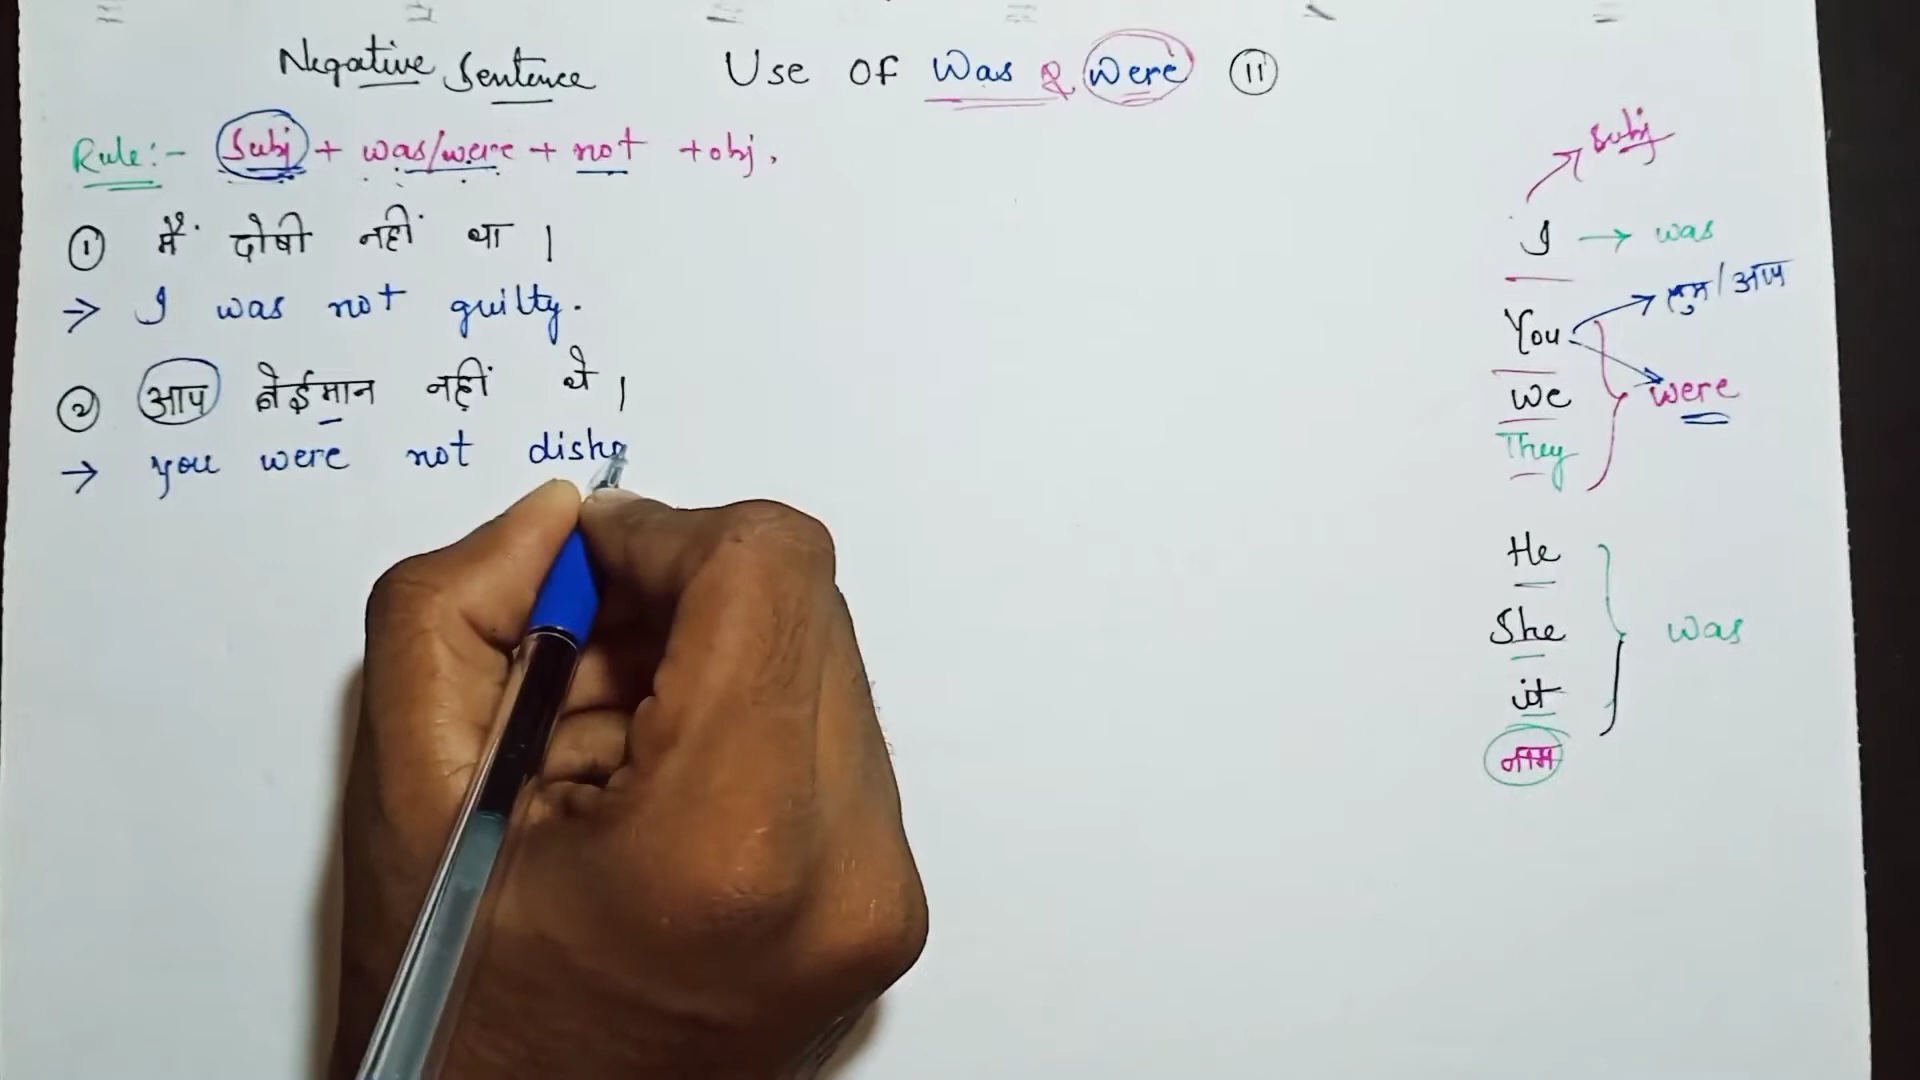 Negative Sentence Use Of Was & Were 11
Rule:- Subj + was/were + not + obj.
① मैं दोषी नहीं था ।
→ I was not guilty.
② आप बेईमान नहीं थे ।
→ you were not disho
Subj
I → was
You → तुम/आप
We were
They
He
She was
it
नाम